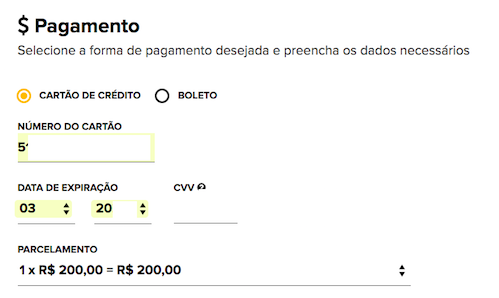 $ Pagamento
Selecione a forma de pagamento desejada e preencha os dados necessários
CARTÃO DE CRÉDITO BOLETO
NÚMERO DO CARTÃO
5
DATA DE EXPIRAÇÃO CVV
03 20
PARCELAMENTO
1 x R$ 200,00 = R$ 200,00